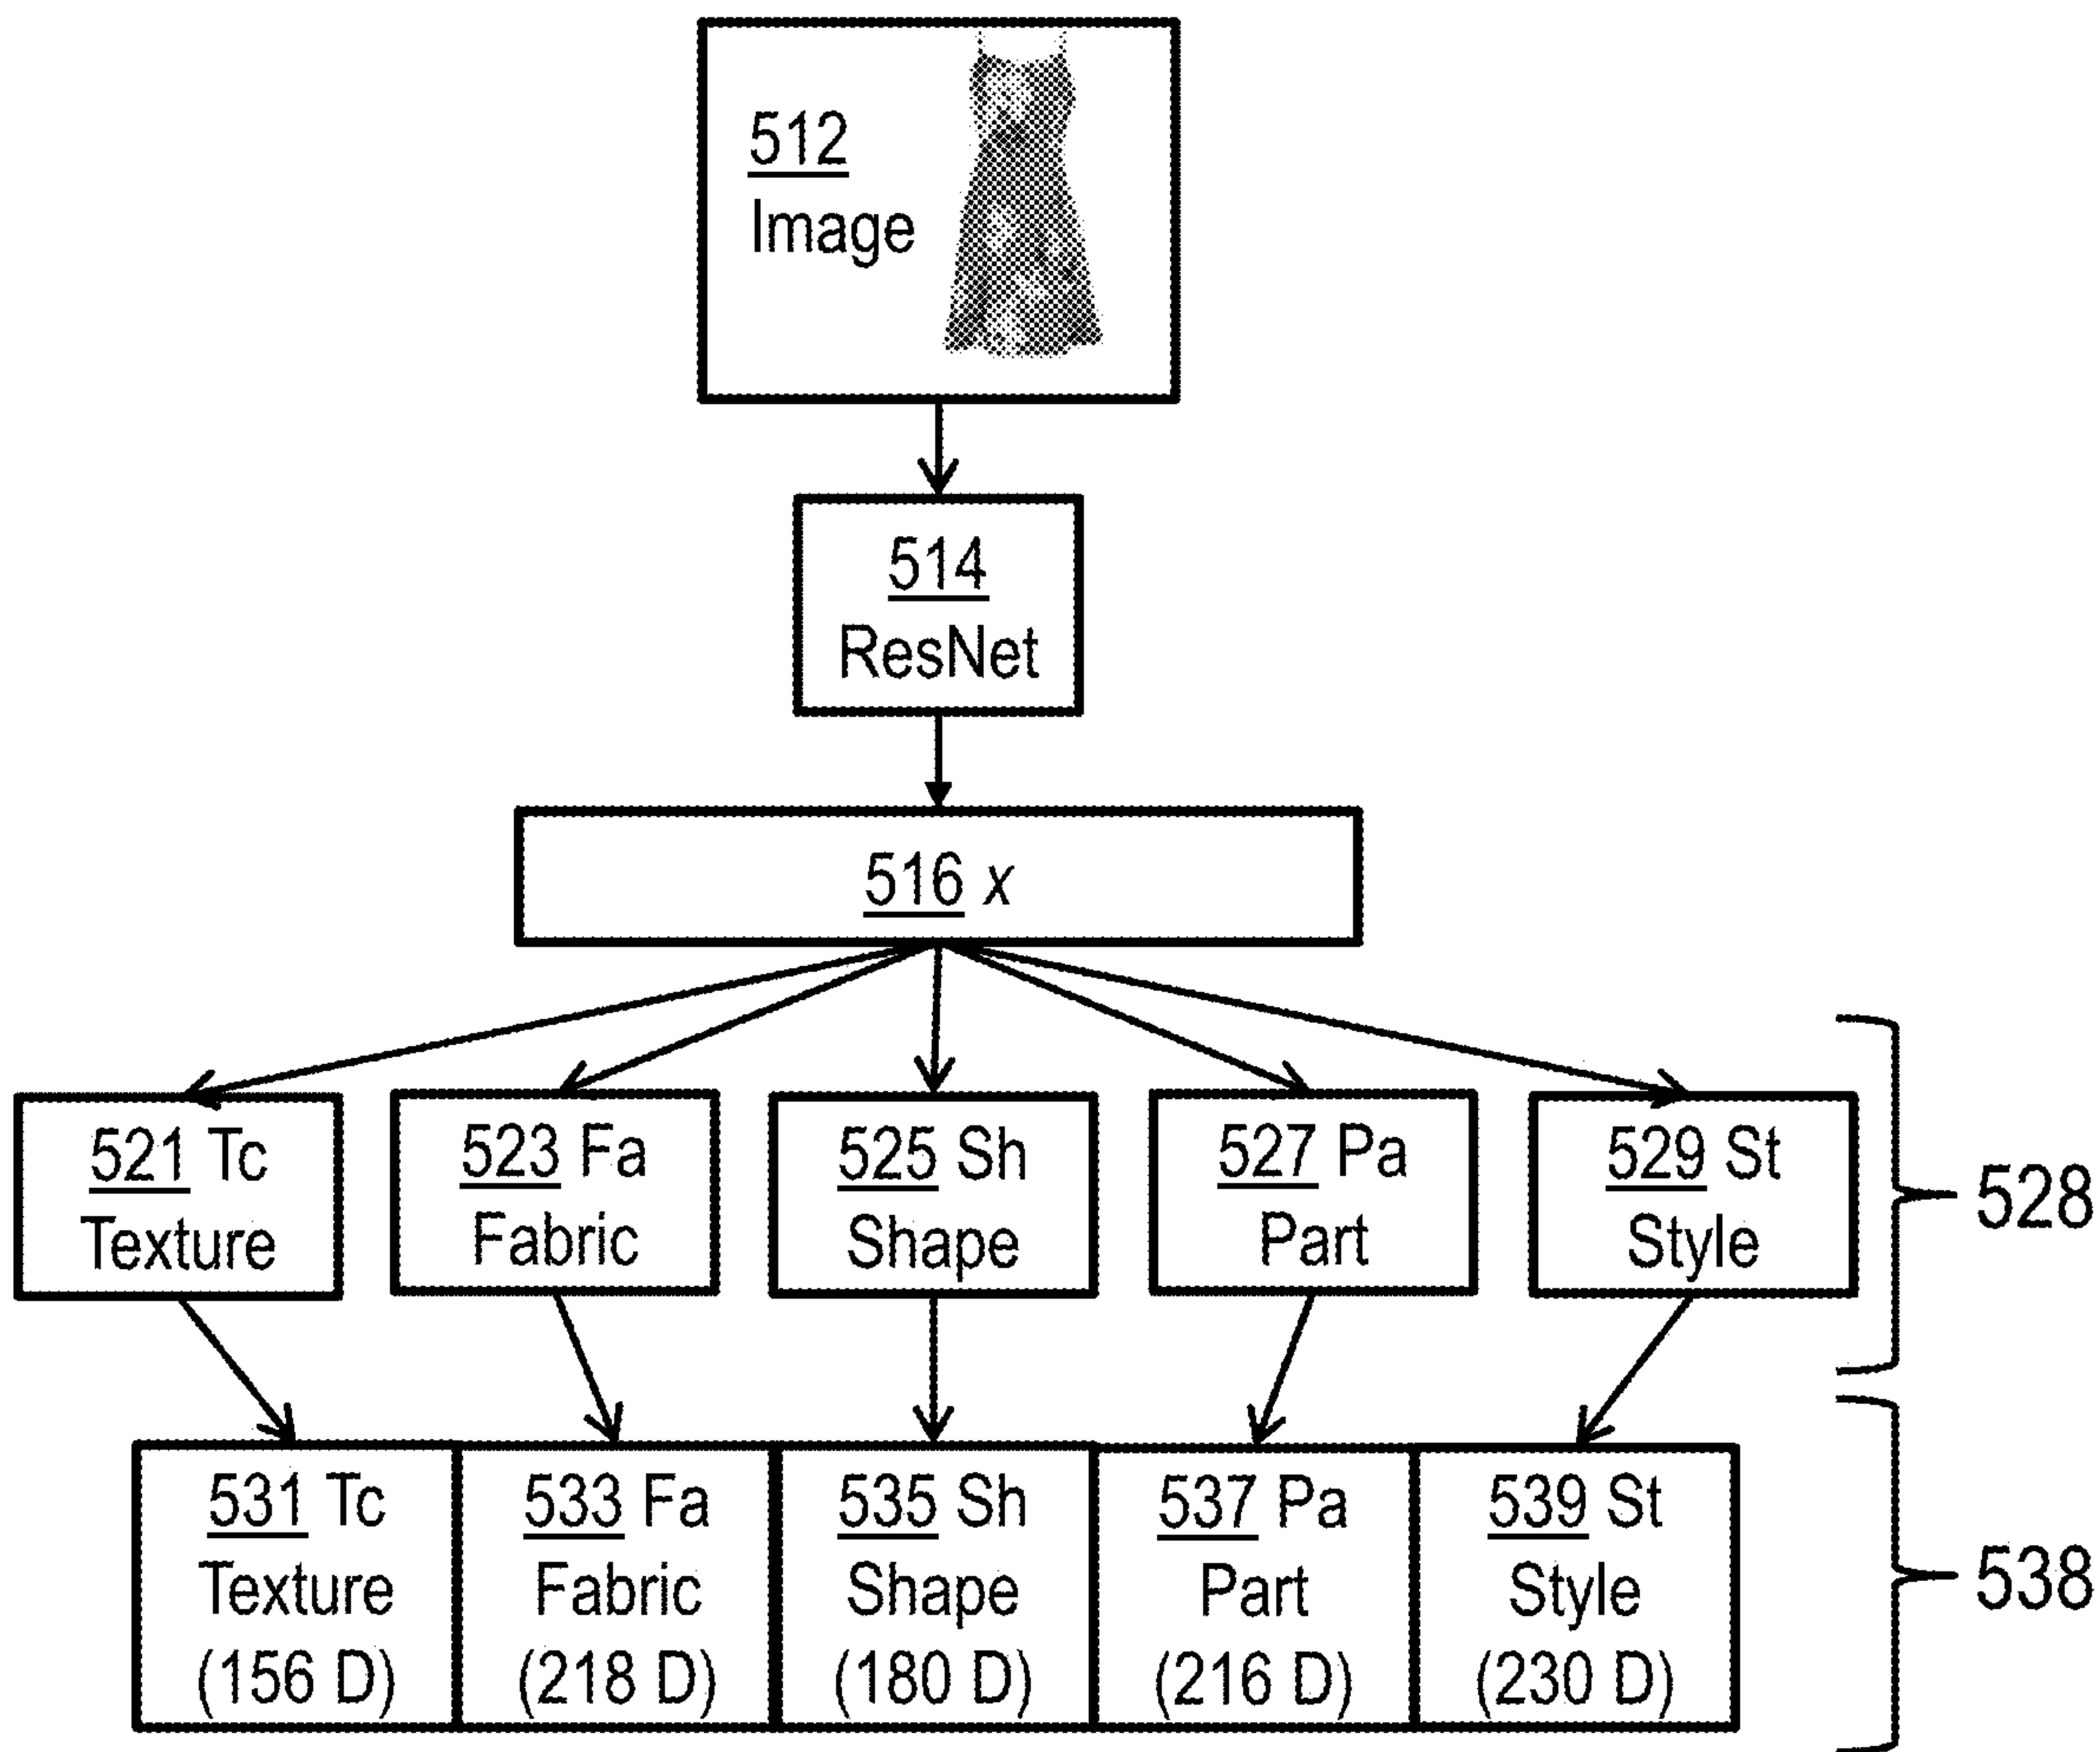 512
Image
514
ResNet
516 x
521 Tc
Texture
523 Fa
Fabric
525 Sh
Shape
527 Pa
Part
529 St
Style
528
531 Tc
Texture
(156 D)
533 Fa
Fabric
(218 D)
535 Sh
Shape
(180 D)
537 Pa
Part
(216 D)
539 St
Style
(230 D)
538